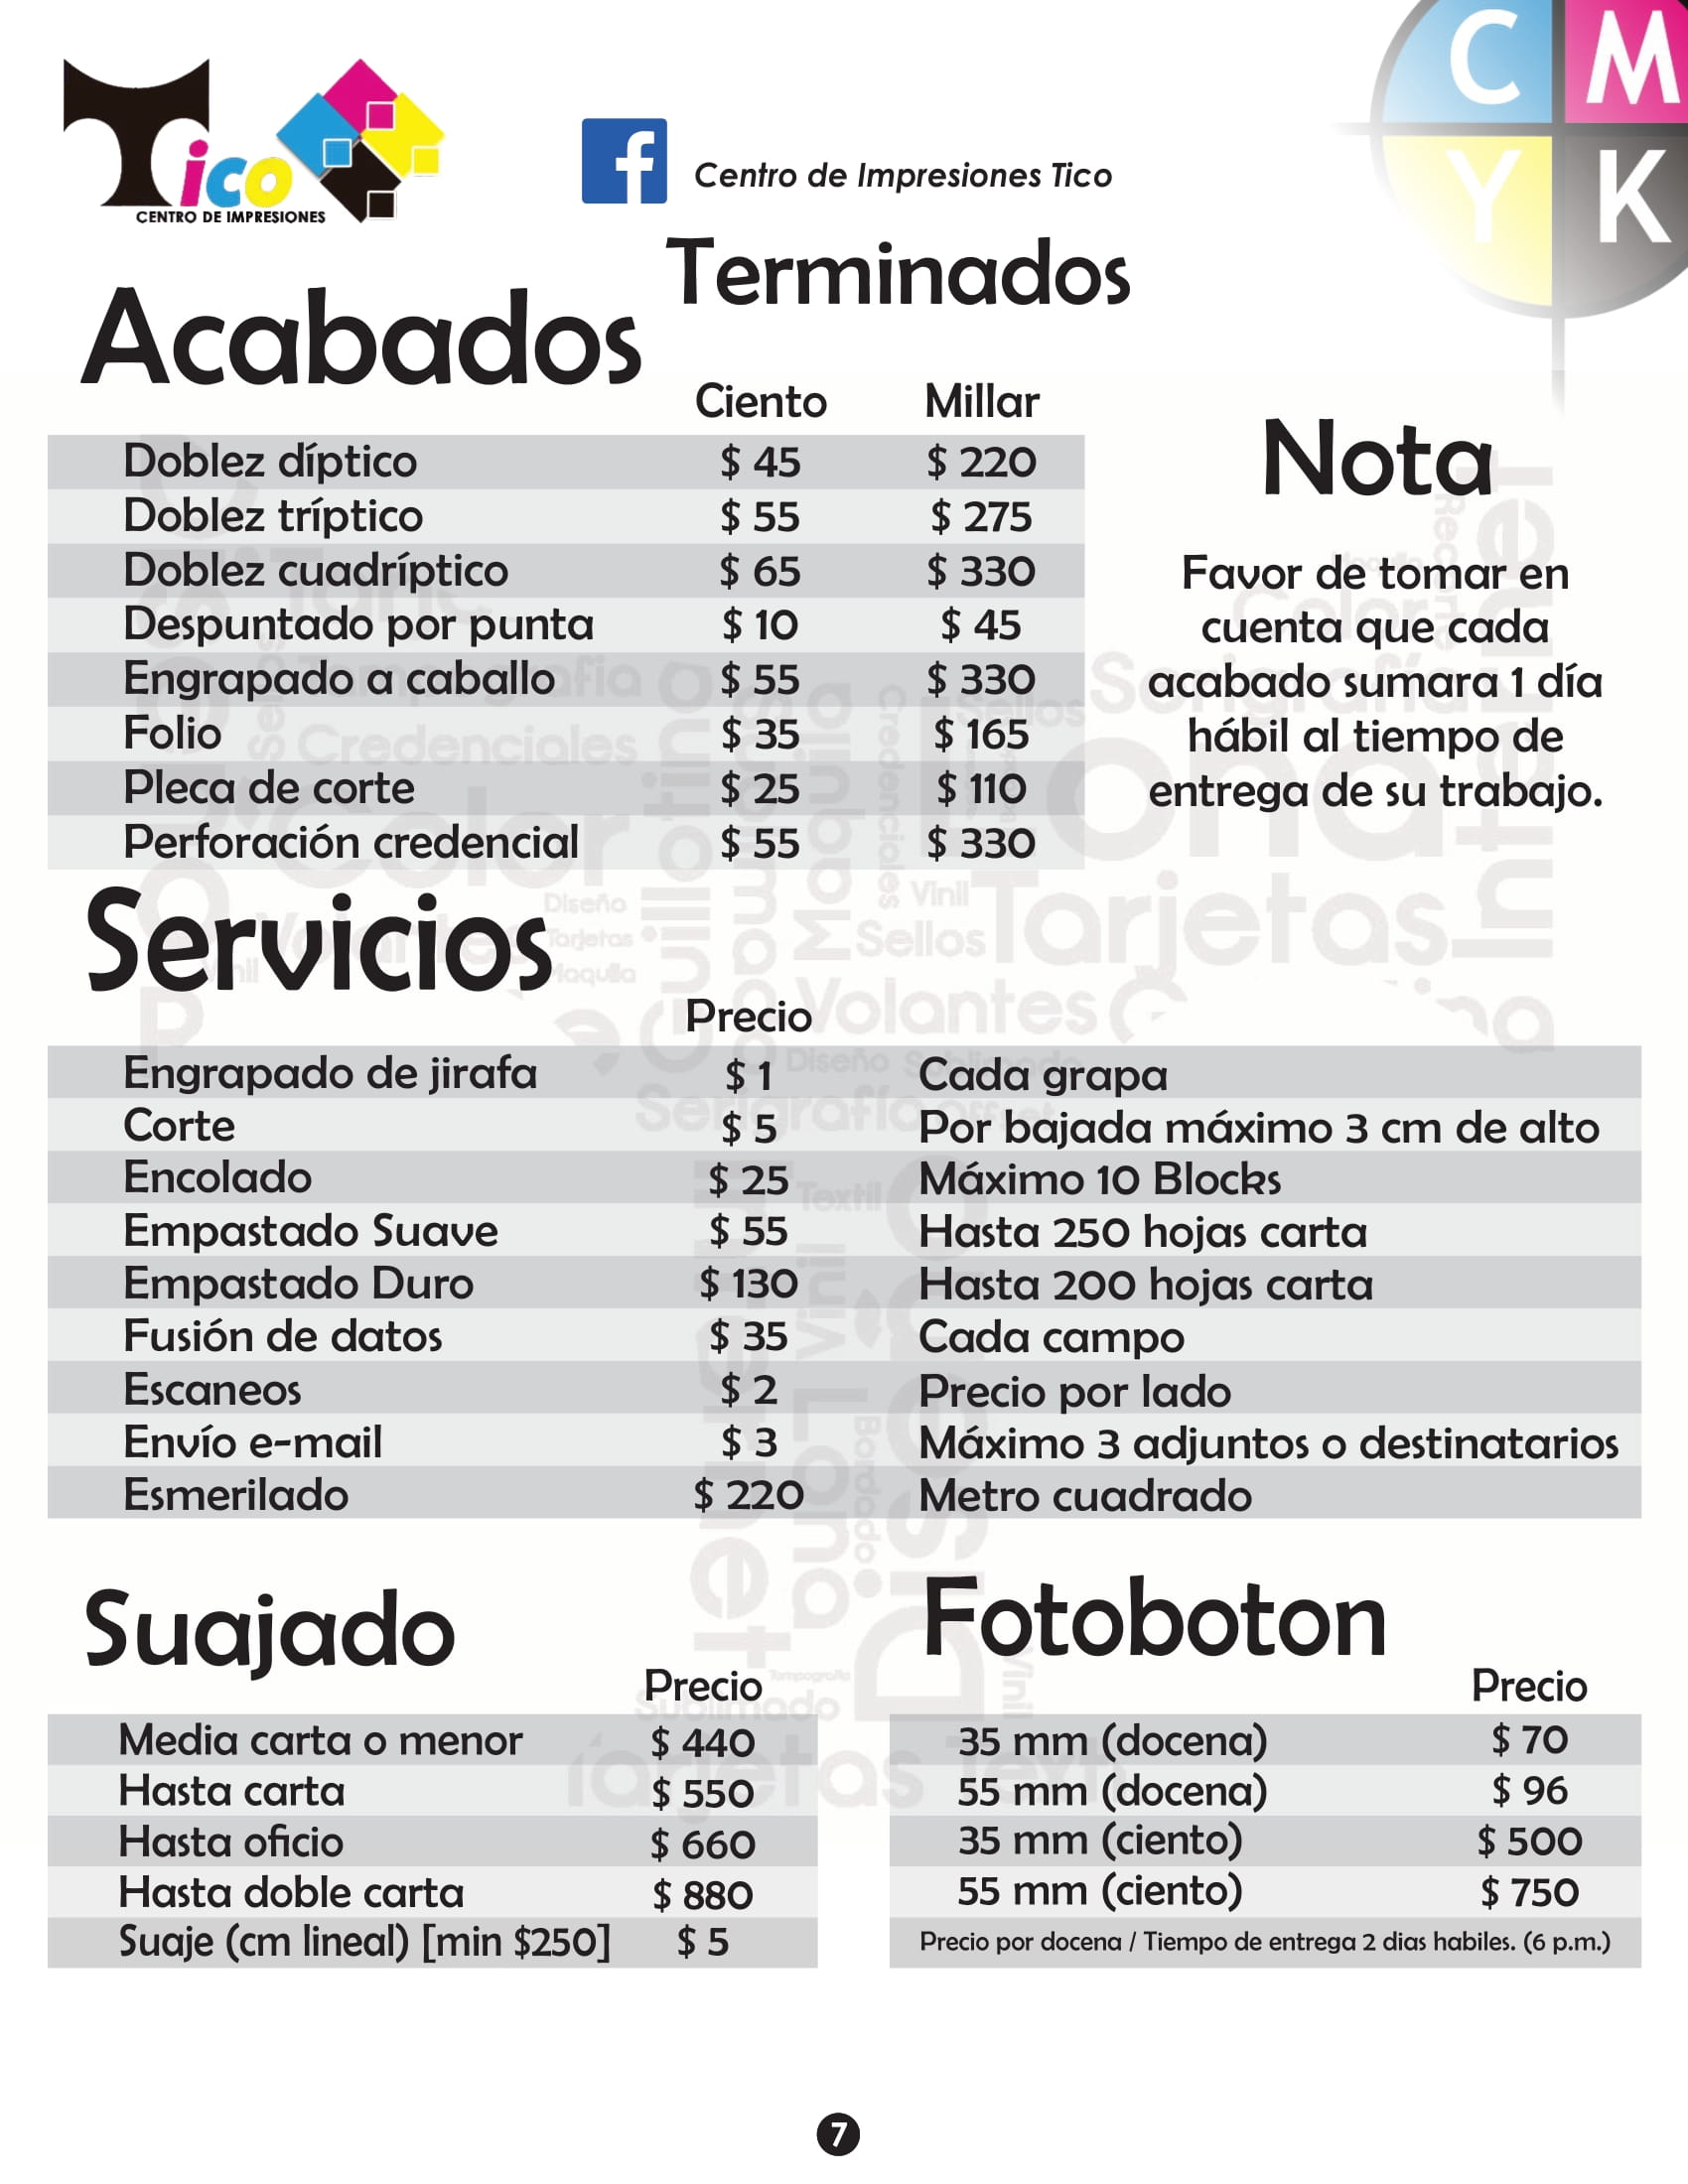 Tico
CENTRO DE IMPRESIONES
Centro de Impresiones Tico
C M
Y K
Terminados
Acabados
Ciento Millar
Doblez díptico $ 45 $ 220
Doblez tríptico $ 55 $ 275
Doblez cuadríptico $ 65 $ 330
Despuntado por punta $ 10 $ 45
Engrapado a caballo $ 55 $ 330
Folio $ 35 $ 165
Pleca de corte $ 25 $ 110
Perforación credencial $ 55 $ 330
Nota
Favor de tomar en
cuenta que cada
acabado sumara 1 día
hábil al tiempo de
entrega de su trabajo.
Servicios
Precio
Engrapado de jirafa $ 1 Cada grapa
Corte $ 5 Por bajada máximo 3 cm de alto
Encolado $ 25 Máximo 10 Blocks
Empastado Suave $ 55 Hasta 250 hojas carta
Empastado Duro $ 130 Hasta 200 hojas carta
Fusión de datos $ 35 Cada campo
Escaneos $ 2 Precio por lado
Envío e-mail $ 3 Máximo 3 adjuntos o destinatarios
Esmerilado $ 220 Metro cuadrado
Suajado
Precio
Media carta o menor $ 440
Hasta carta $ 550
Hasta oficio $ 660
Hasta doble carta $ 880
Suaje (cm lineal) [min $250] $ 5
Fotoboton
Precio
35 mm (docena) $ 70
55 mm (docena) $ 96
35 mm (ciento) $ 500
55 mm (ciento) $ 750
Precio por docena / Tiempo de entrega 2 dias habiles. (6 p.m.)
7